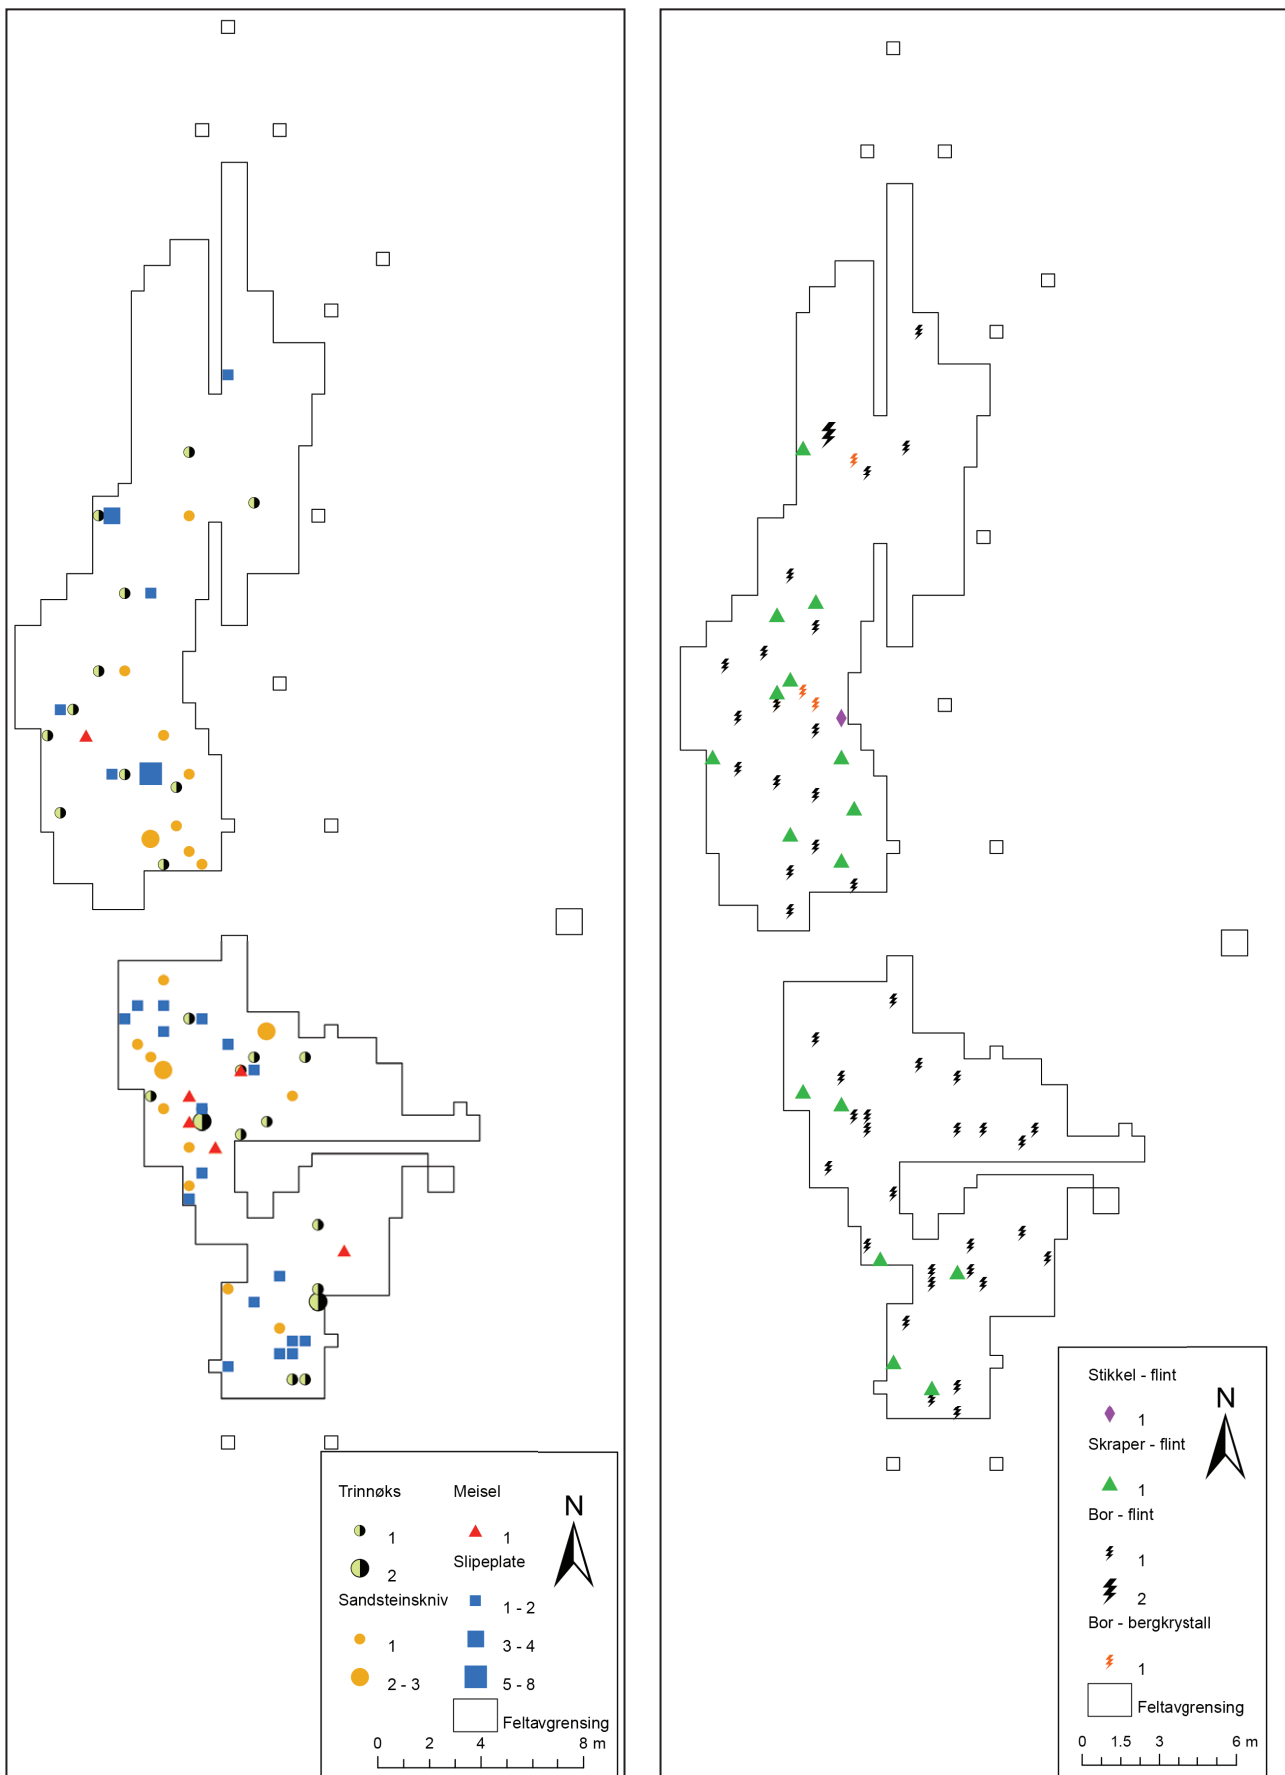 Trinnøks
1
2
Sandsteinskniv
1
2 - 3
Meisel
1
Slipeplate
1 - 2
3 - 4
5 - 8
Feltavgrensing
N
0 2 4 8 m
Stikkel - flint
1
Skraper - flint
1
Bor - flint
1
2
Bor - bergkrystall
1
Feltavgrensing
N
0 1.5 3 6 m